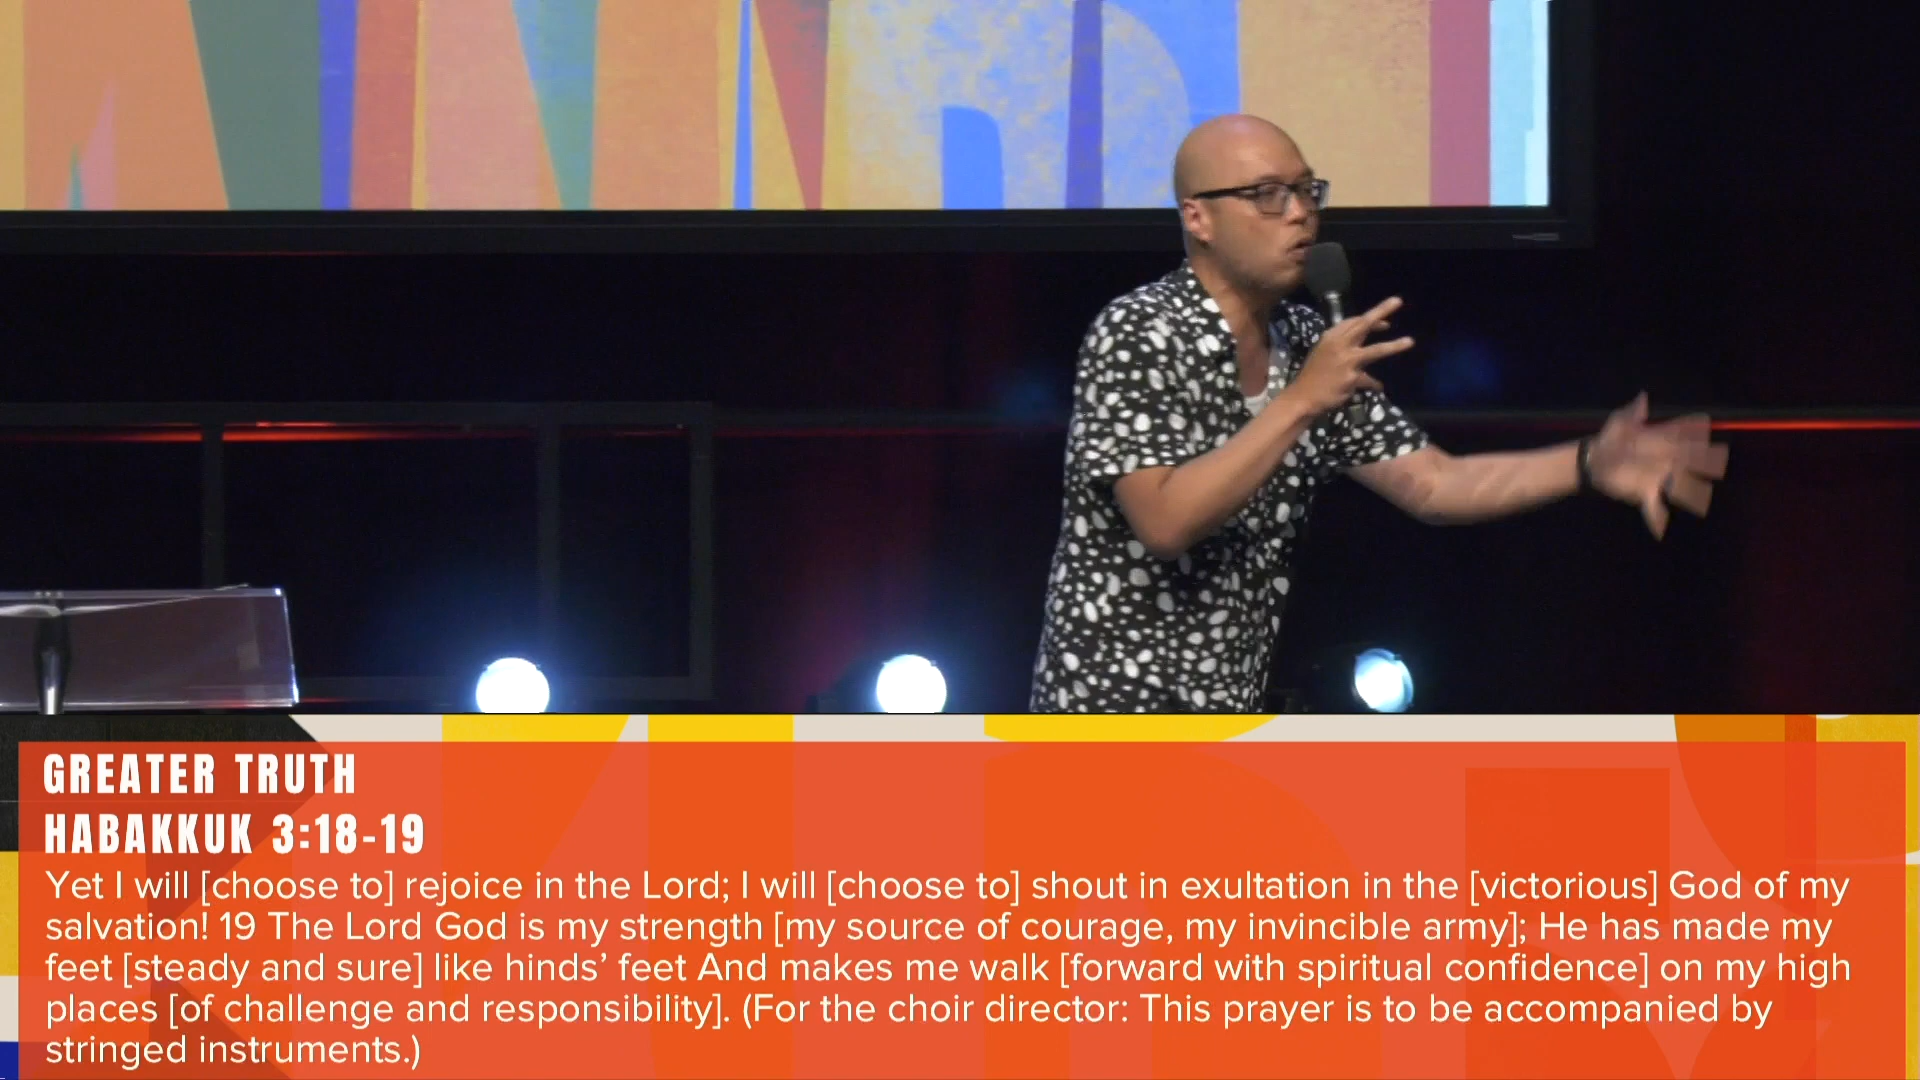 GREATER TRUTH
HABAKKUK 3:18-19
Yet I will [choose to] rejoice in the Lord; I will [choose to] shout in exultation in the [victorious] God of my
salvation! 19 The Lord God is my strength [my source of courage, my invincible army]; He has made my
feet [steady and sure] like hinds’ feet And makes me walk [forward with spiritual confidence] on my high
places [of challenge and responsibility]. (For the choir director: This prayer is to be accompanied by
stringed instruments.)